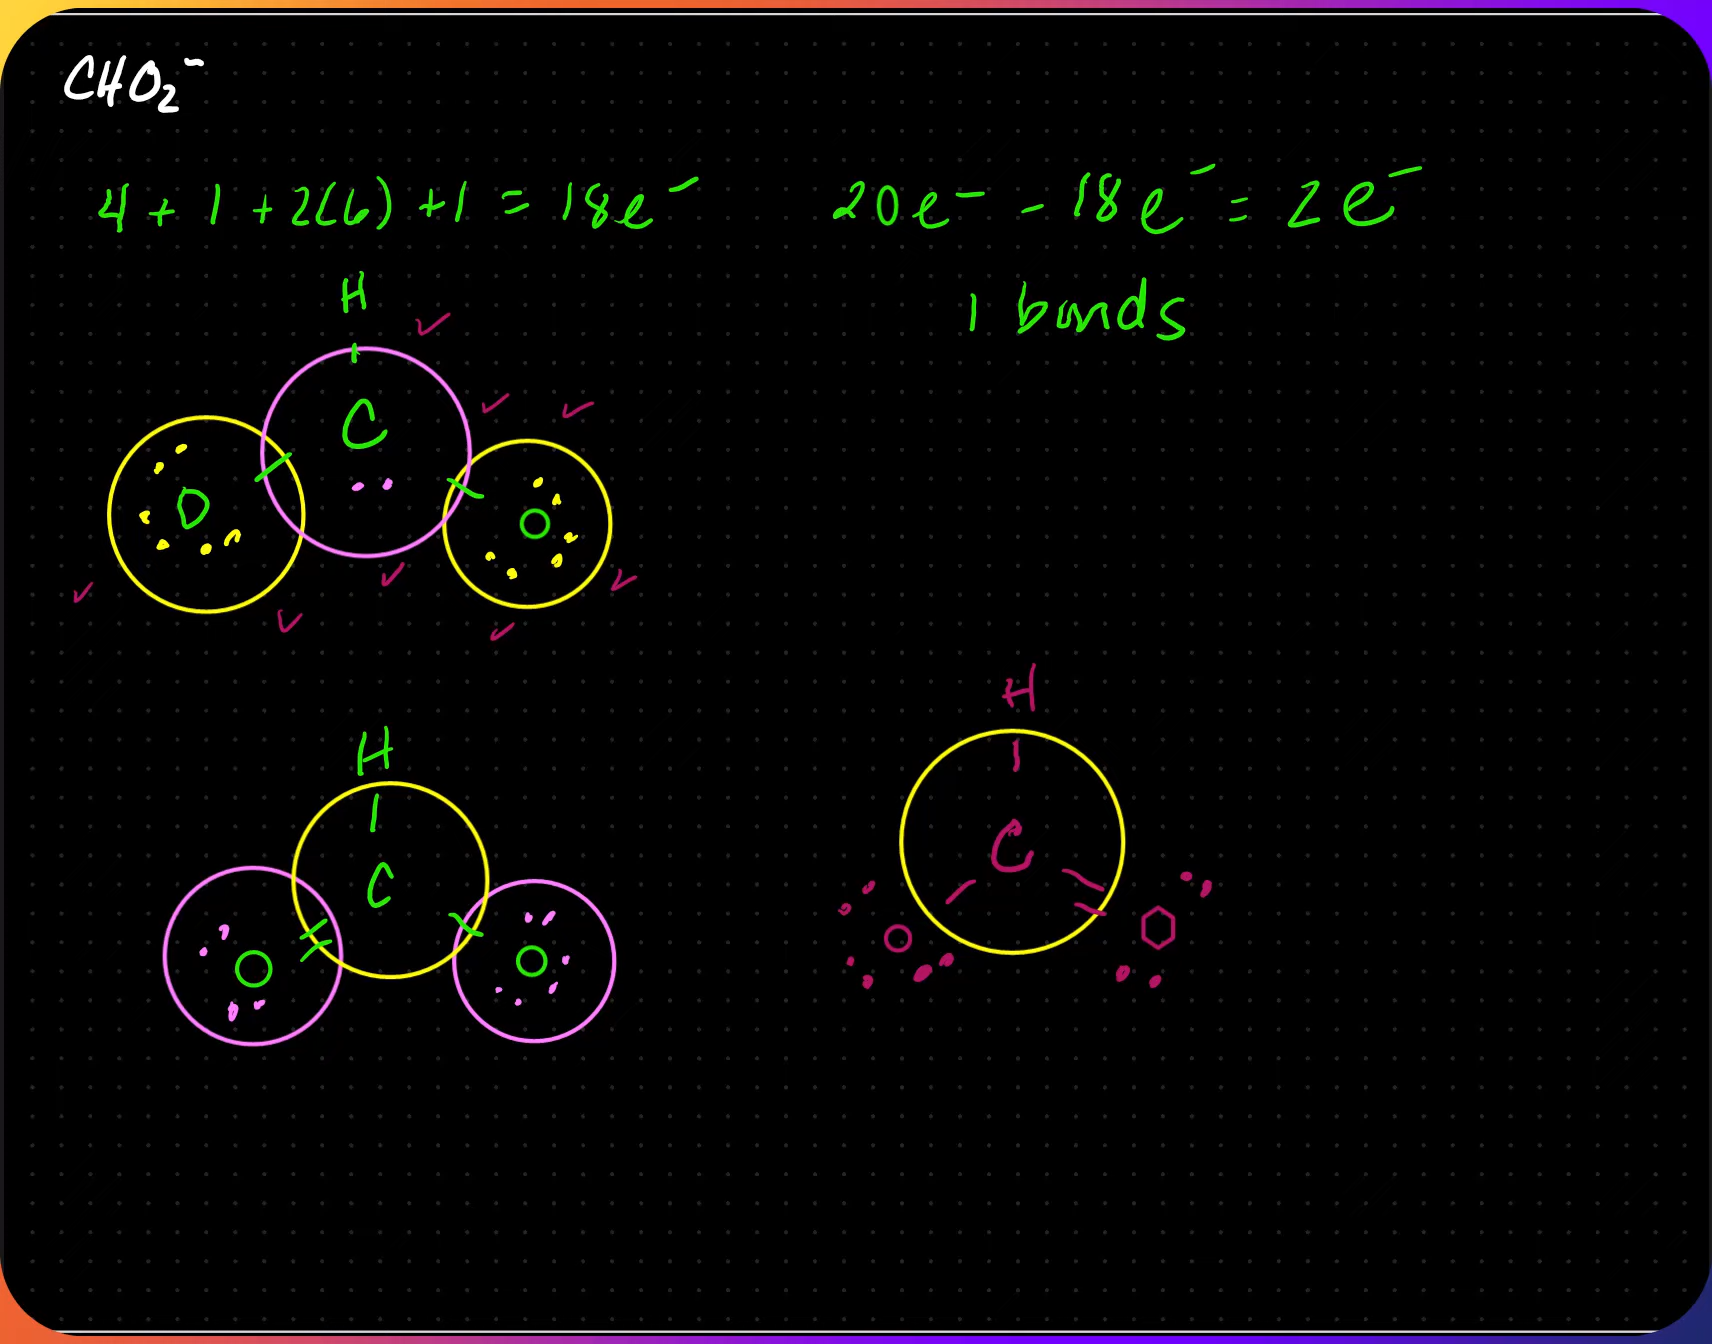 CHO₂⁻
4 + 1 + 2(6) + 1 = 18e⁻
20e⁻ - 18e⁻ = 2e⁻
1 bonds
H
C
O O
H
C
O O
H
C
O